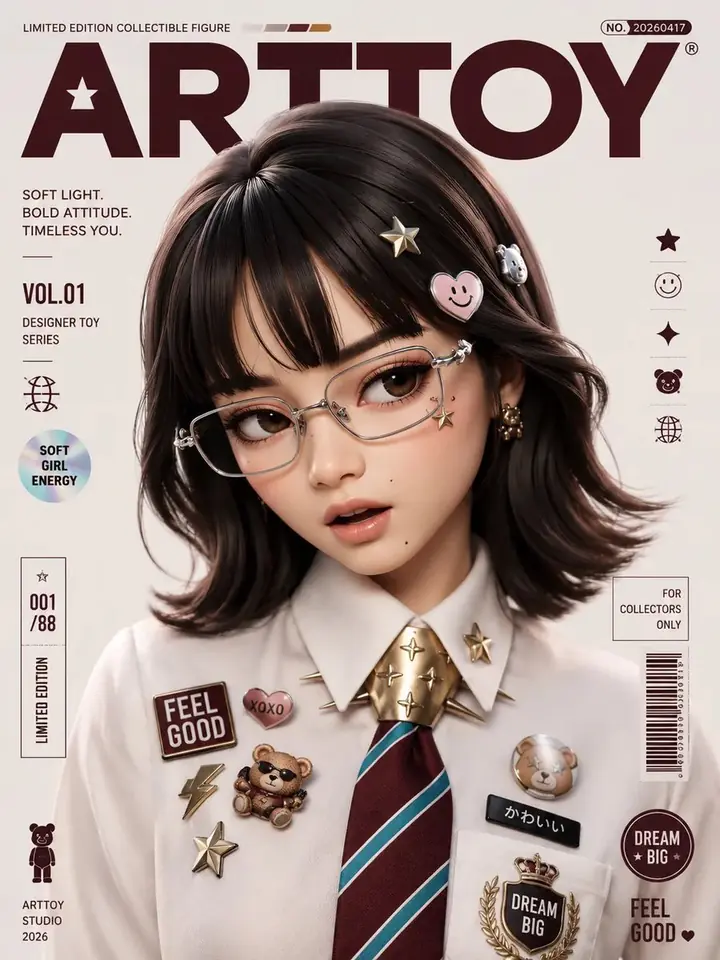 LIMITED EDITION COLLECTIBLE FIGURE
NO. 20260417
ARTTOY®
SOFT LIGHT.
BOLD ATTITUDE.
TIMELESS YOU.
VOL.01
DESIGNER TOY
SERIES
SOFT
GIRL
ENERGY
001
/88
LIMITED EDITION
FOR
COLLECTORS
ONLY
FEEL
GOOD
XOXO
かわいい
DREAM
BIG
DREAM
BIG
FEEL
GOOD
ARTTOY
STUDIO
2026